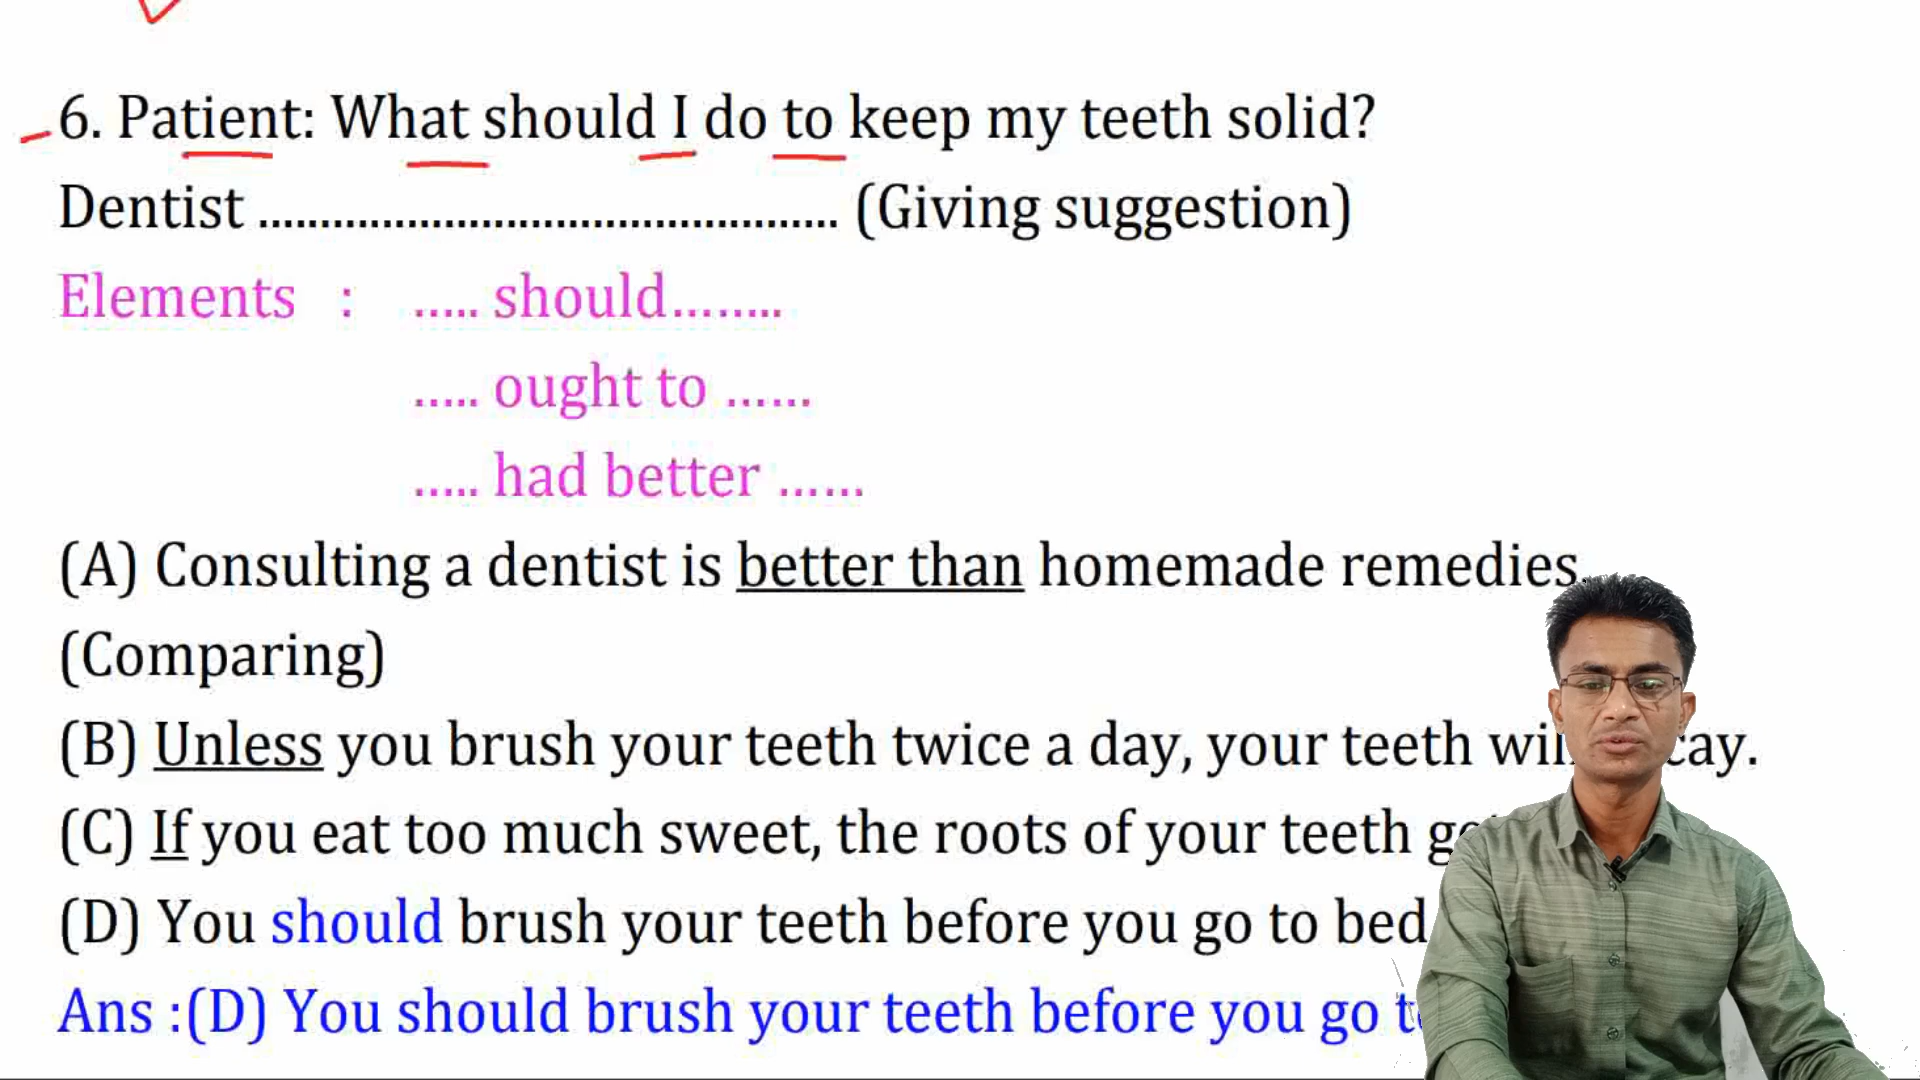 6. Patient: What should I do to keep my teeth solid?
Dentist ............................................... (Giving suggestion)
Elements : ..... should........
..... ought to ......
..... had better ......
(A) Consulting a dentist is better than homemade remedies.
(Comparing)
(B) Unless you brush your teeth twice a day, your teeth
(C) If you eat too much sweet, the roots of your teeth
(D) You should brush your teeth before you go to bed
Ans :(D) You should brush your teeth before you go